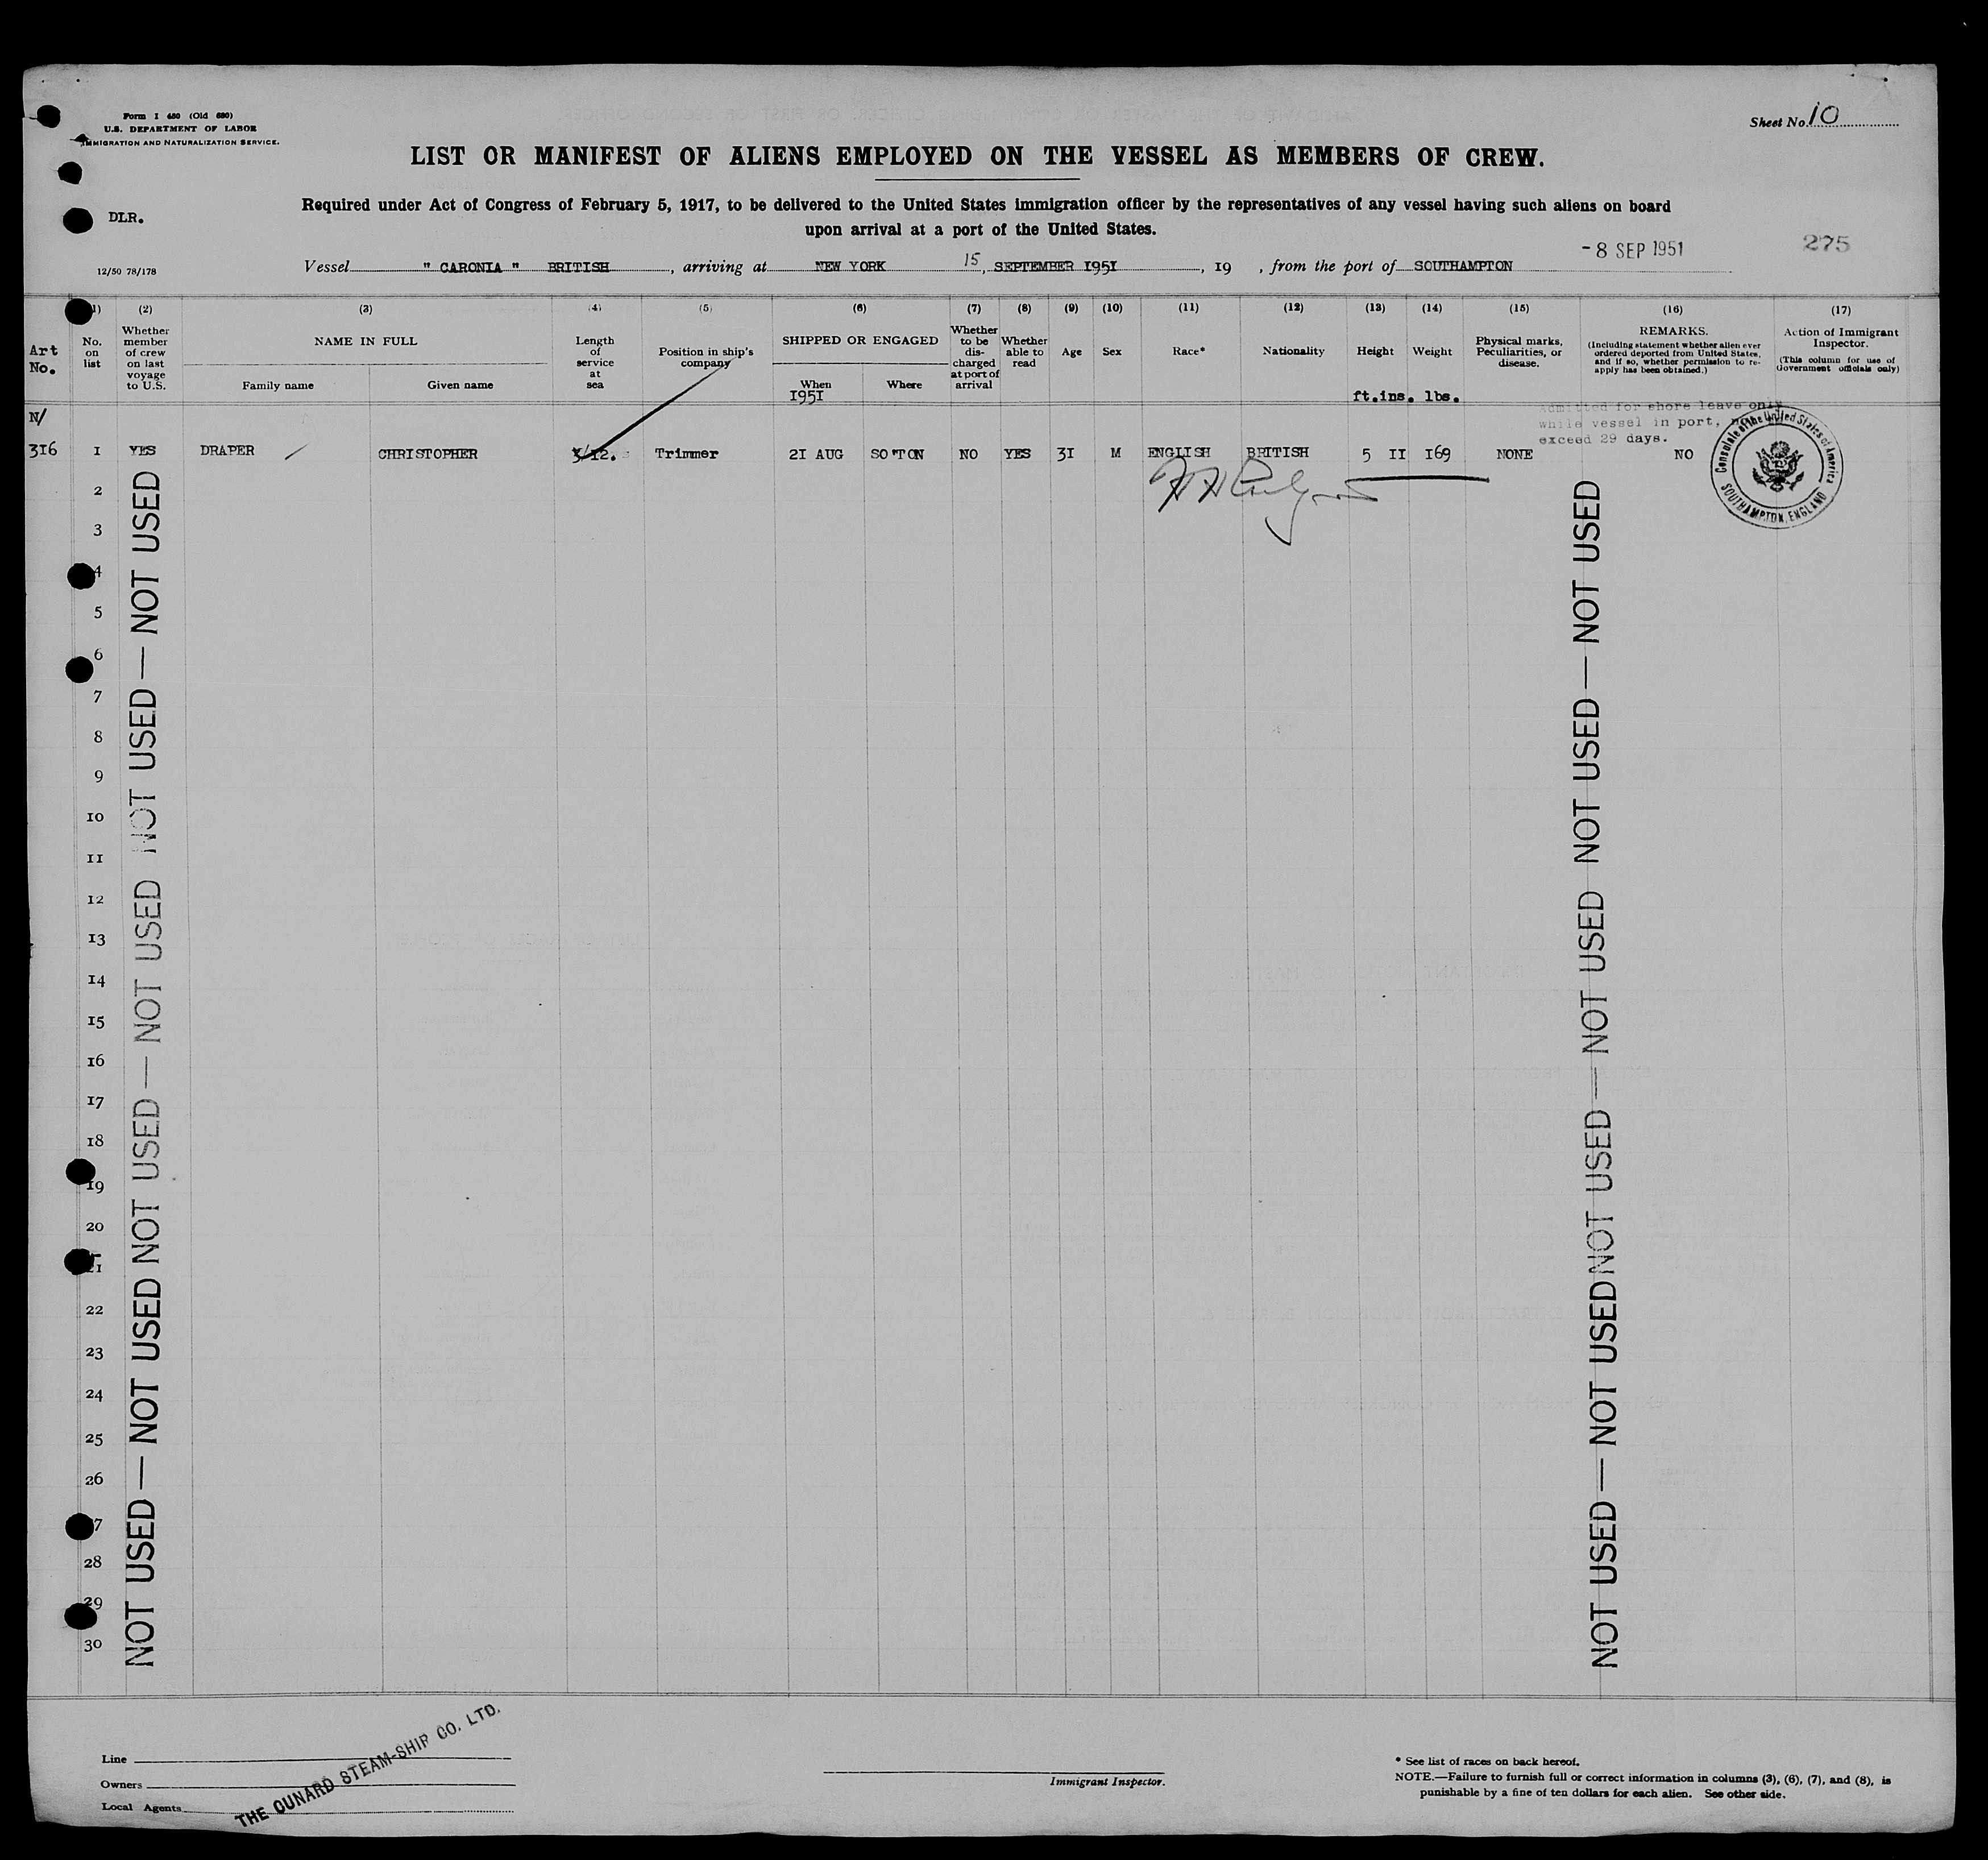 Form I 480 (Old 680)
U.S. DEPARTMENT OF LABOR
IMMIGRATION AND NATURALIZATION SERVICE.
Sheet No. 10
LIST OR MANIFEST OF ALIENS EMPLOYED ON THE VESSEL AS MEMBERS OF CREW.
Required under Act of Congress of February 5, 1917, to be delivered to the United States immigration officer by the representatives of any vessel having such aliens on board
upon arrival at a port of the United States.
DLR.
- 8 SEP 1951
275
12/50 78/178
Vessel " CARONIA " BRITISH, arriving at NEW YORK 15, SEPTEMBER 1951, 19 , from the port of SOUTHAMPTON
Art No.
(1) No. on list
(2) Whether member of crew on last voyage to U.S.
(3) NAME IN FULL
Family name
Given name
(4) Length of service at sea
(5) Position in ship's company
(6) SHIPPED OR ENGAGED
When
1951
Where
(7) Whether to be discharged at port of arrival
(8) Whether able to read
(9) Age
(10) Sex
(11) Race*
(12) Nationality
(13) Height
ft.ins.
(14) Weight
lbs.
(15) Physical marks, Peculiarities, or disease.
(16) REMARKS.
(Including statement whether alien ever ordered deported from United States, and if so, whether permission to re-apply has been obtained.)
(17) Action of Immigrant Inspector.
(This column for use of Government officials only)
N/
Admitted for shore leave only
while vessel in port,
exceed 29 days.
316 1 YES DRAPER CHRISTOPHER 3/12. Trimmer 21 AUG SO'TON NO YES 31 M ENGLISH BRITISH 5 11 169 NONE NO
Consulate of the United States of America
SOUTHAMPTON, ENGLAND
2
3
4
5
6
7
8
9
10
11
12
13
14
15
16
17
18
19
20
21
22
23
24
25
26
27
28
29
30
NOT USED — NOT USED NOT USED NOT USED — NOT USED NOT USED — NOT USED
NOT USED — NOT USED NOT USED NOT USED — NOT USED NOT USED NOT USED — NOT USED
Line
Owners
Local Agents
THE CUNARD STEAM-SHIP CO. LTD.
Immigrant Inspector.
* See list of races on back hereof.
NOTE.—Failure to furnish full or correct information in columns (3), (6), (7), and (8), is
punishable by a fine of ten dollars for each alien. See other side.